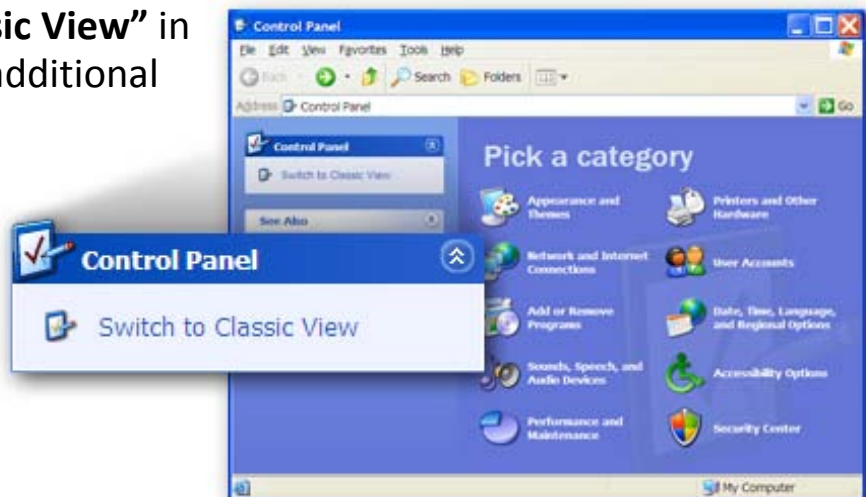 sic View” in
additional
Control Panel
File Edit View Favorites Tools Help
Back Search Folders
Address Control Panel Go
Control Panel
Switch to Classic View
See Also
Control Panel
Switch to Classic View
Pick a category
Appearance and
Themes
Printers and Other
Hardware
Network and Internet
Connections
User Accounts
Add or Remove
Programs
Date, Time, Language,
and Regional Options
Sounds, Speech, and
Audio Devices
Accessibility Options
Performance and
Maintenance
Security Center
My Computer